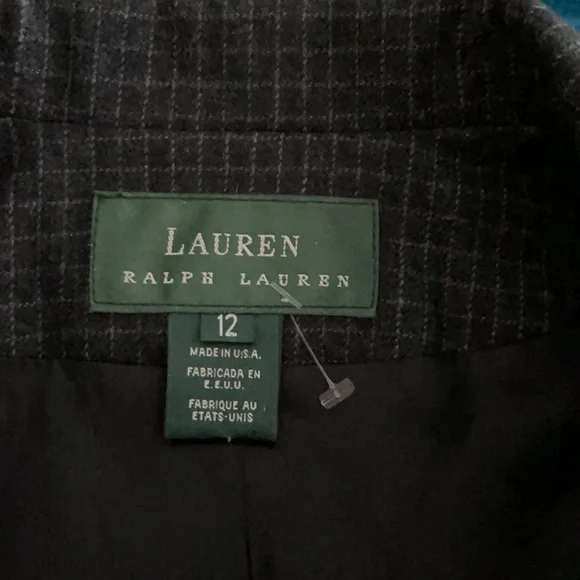 LAUREN
RALPH LAUREN
12
MADE IN U.S.A.
FABRICADA EN
E.E.U.U.
FABRIQUE AU
ETATS-UNIS